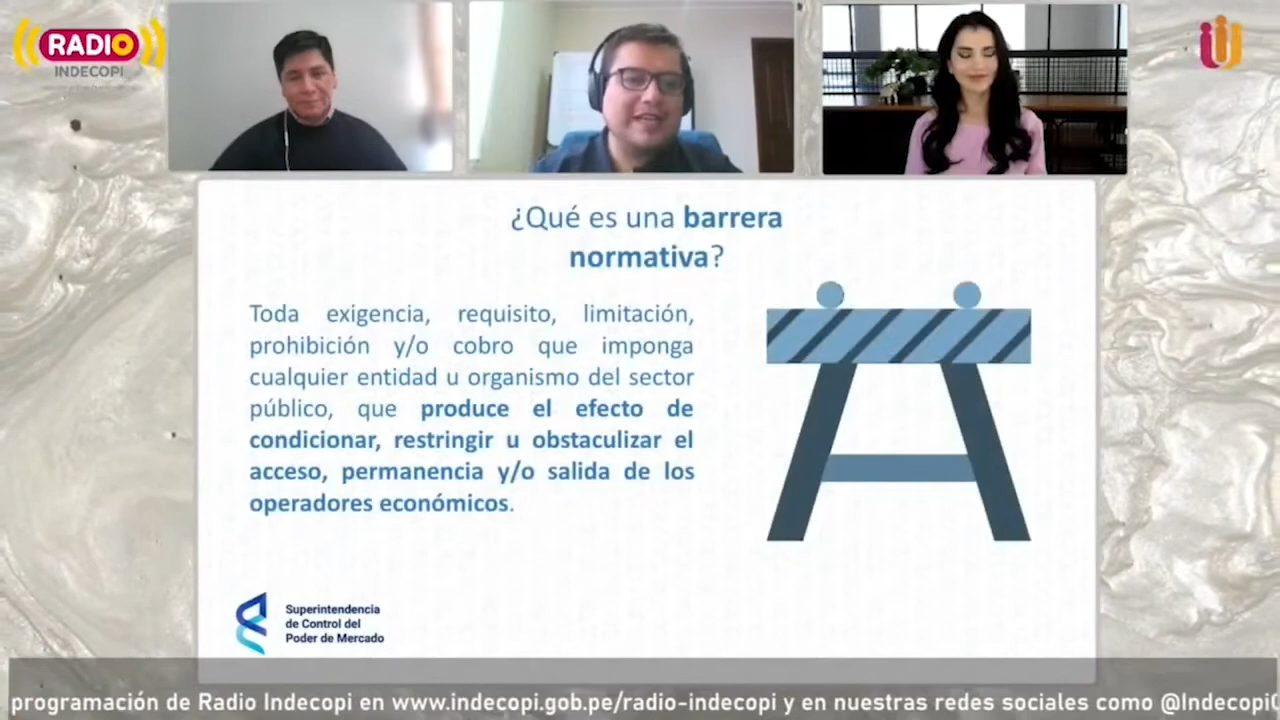 RADIO
INDECOPI
¿Qué es una barrera
normativa?
Toda exigencia, requisito, limitación,
prohibición y/o cobro que imponga
cualquier entidad u organismo del sector
público, que produce el efecto de
condicionar, restringir u obstaculizar el
acceso, permanencia y/o salida de los
operadores económicos.
Superintendencia
de Control del
Poder de Mercado
programación de Radio Indecopi en www.indecopi.gob.pe/radio-indecopi y en nuestras redes sociales como @Indecopi